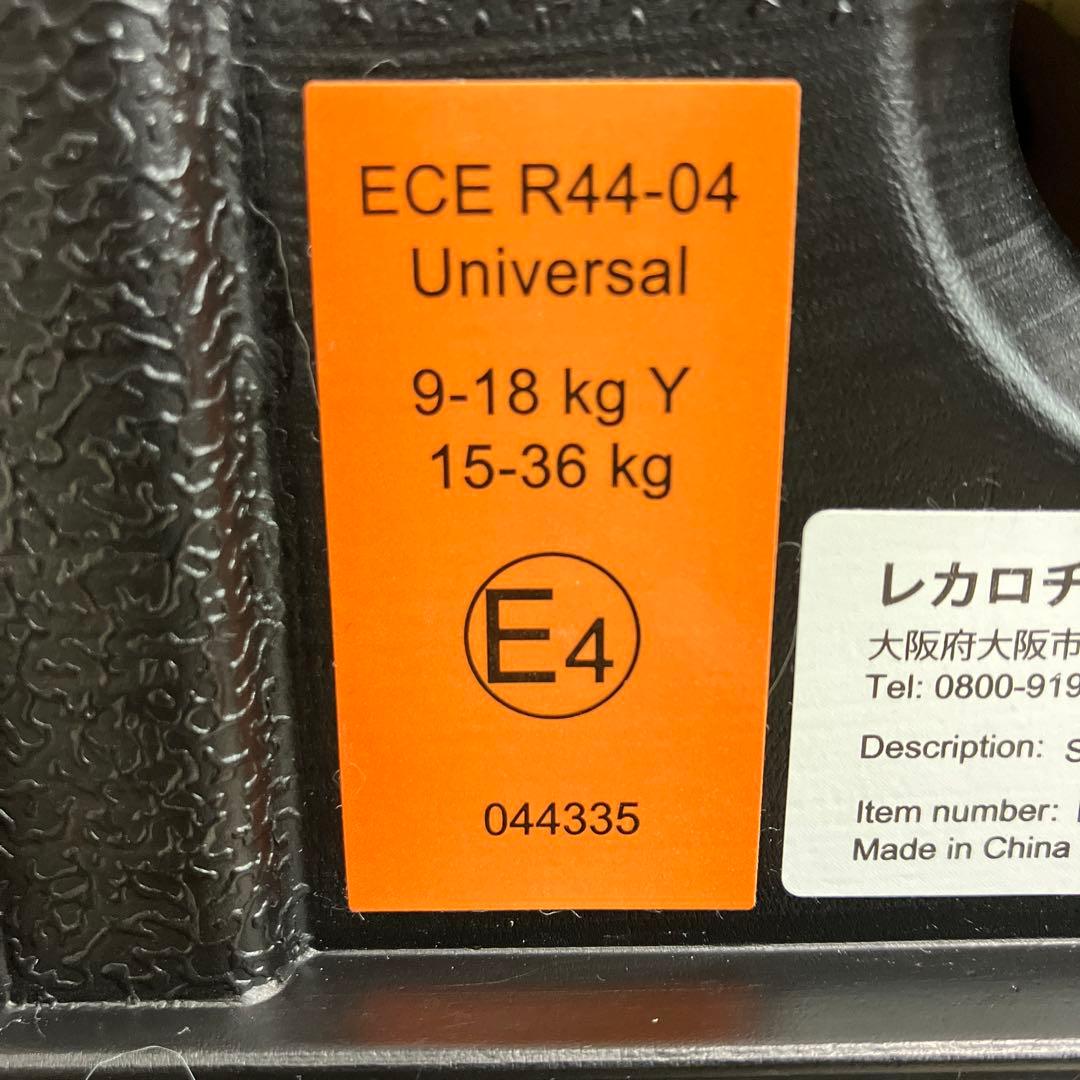 ECE R44-04
Universal
9-18 kg Y
15-36 kg
E4
044335
レカロチ
大阪府大阪市
Tel: 0800-919
Description:
Item number:
Made in China